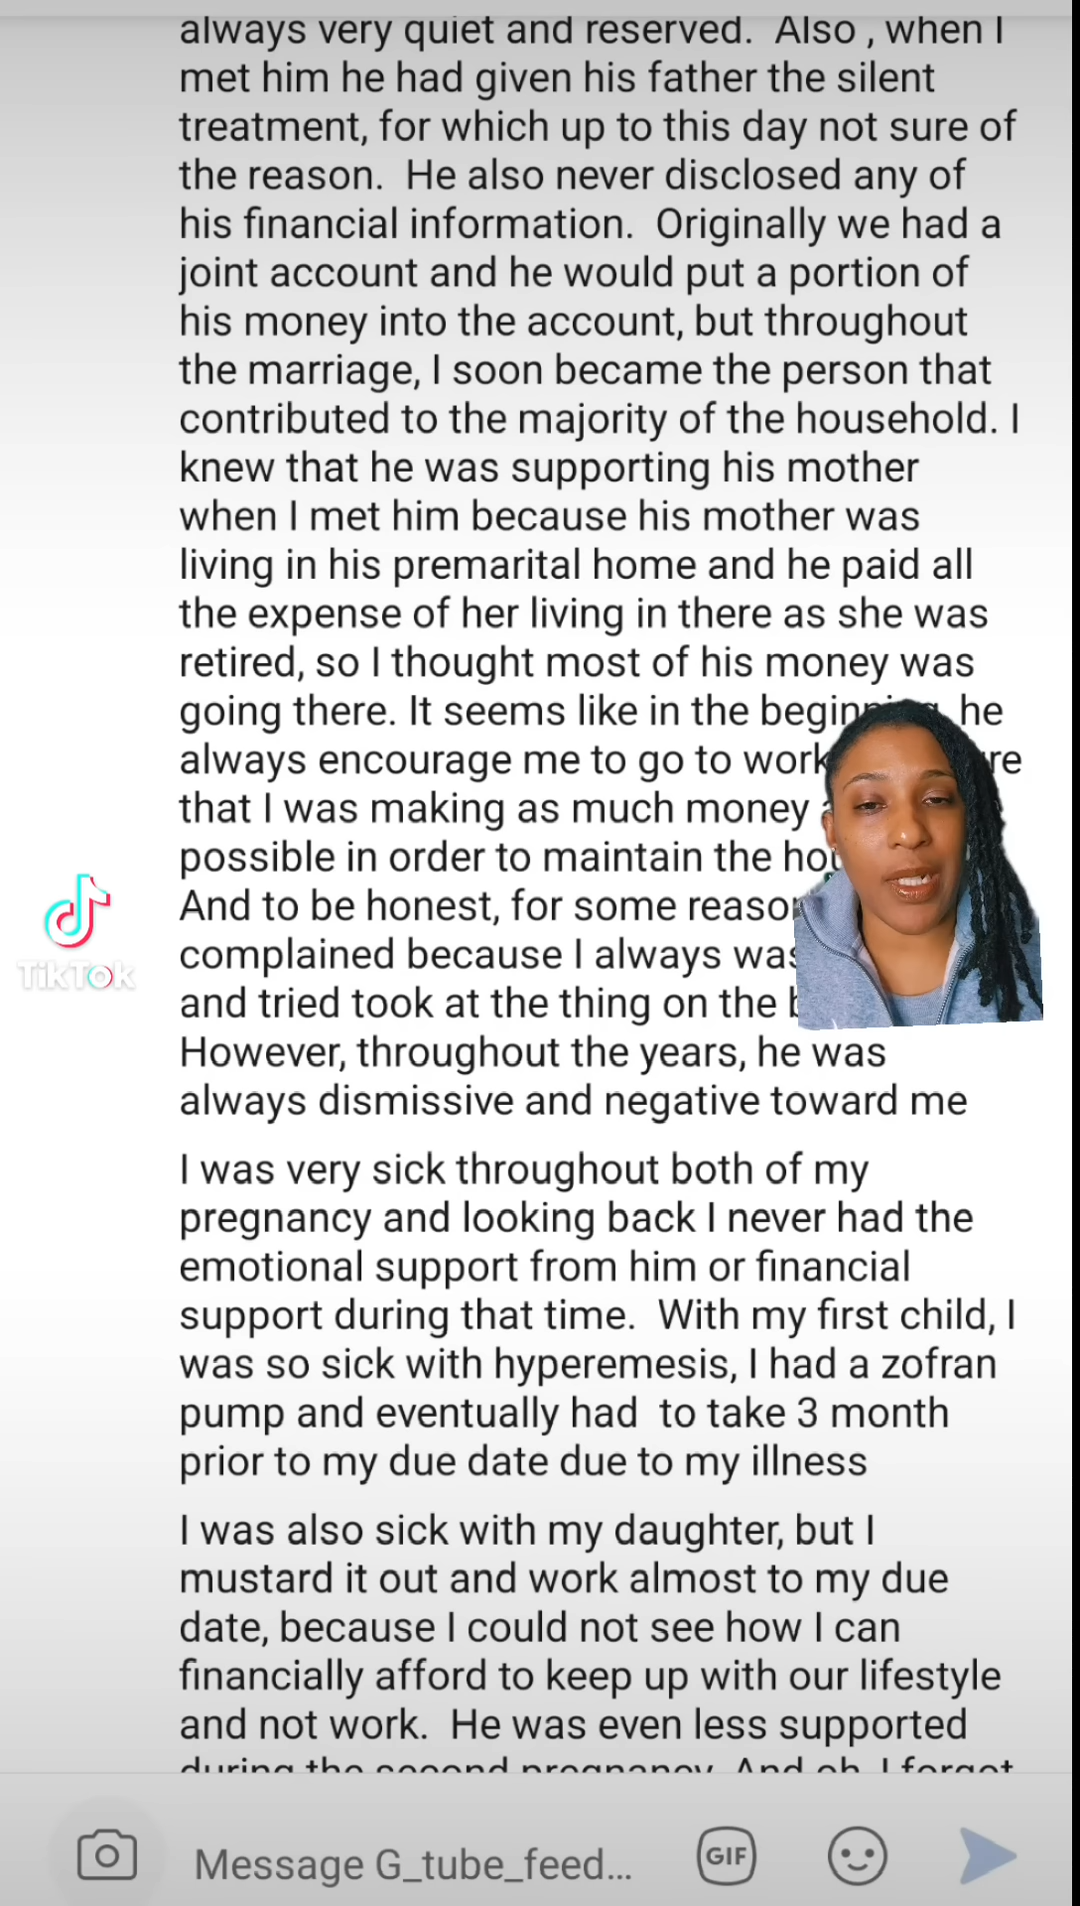 always very quiet and reserved.  Also , when I
met him he had given his father the silent
treatment, for which up to this day not sure of
the reason.  He also never disclosed any of
his financial information.  Originally we had a
joint account and he would put a portion of
his money into the account, but throughout
the marriage, I soon became the person that
contributed to the majority of the household. I
knew that he was supporting his mother
when I met him because his mother was
living in his premarital home and he paid all
the expense of her living in there as she was
retired, so I thought most of his money was
going there. It seems like in the beginning, he
always encourage me to go to work
that I was making as much money
possible in order to maintain the
And to be honest, for some reason
complained because I always was
and tried took at the thing on the
However, throughout the years, he was
always dismissive and negative toward me
I was very sick throughout both of my
pregnancy and looking back I never had the
emotional support from him or financial
support during that time.  With my first child, I
was so sick with hyperemesis, I had a zofran
pump and eventually had  to take 3 month
prior to my due date due to my illness
I was also sick with my daughter, but I
mustard it out and work almost to my due
date, because I could not see how I can
financially afford to keep up with our lifestyle
and not work.  He was even less supported
during the second pregnancy. And oh, I forgot
TikTok
Message G_tube_feed...
GIF